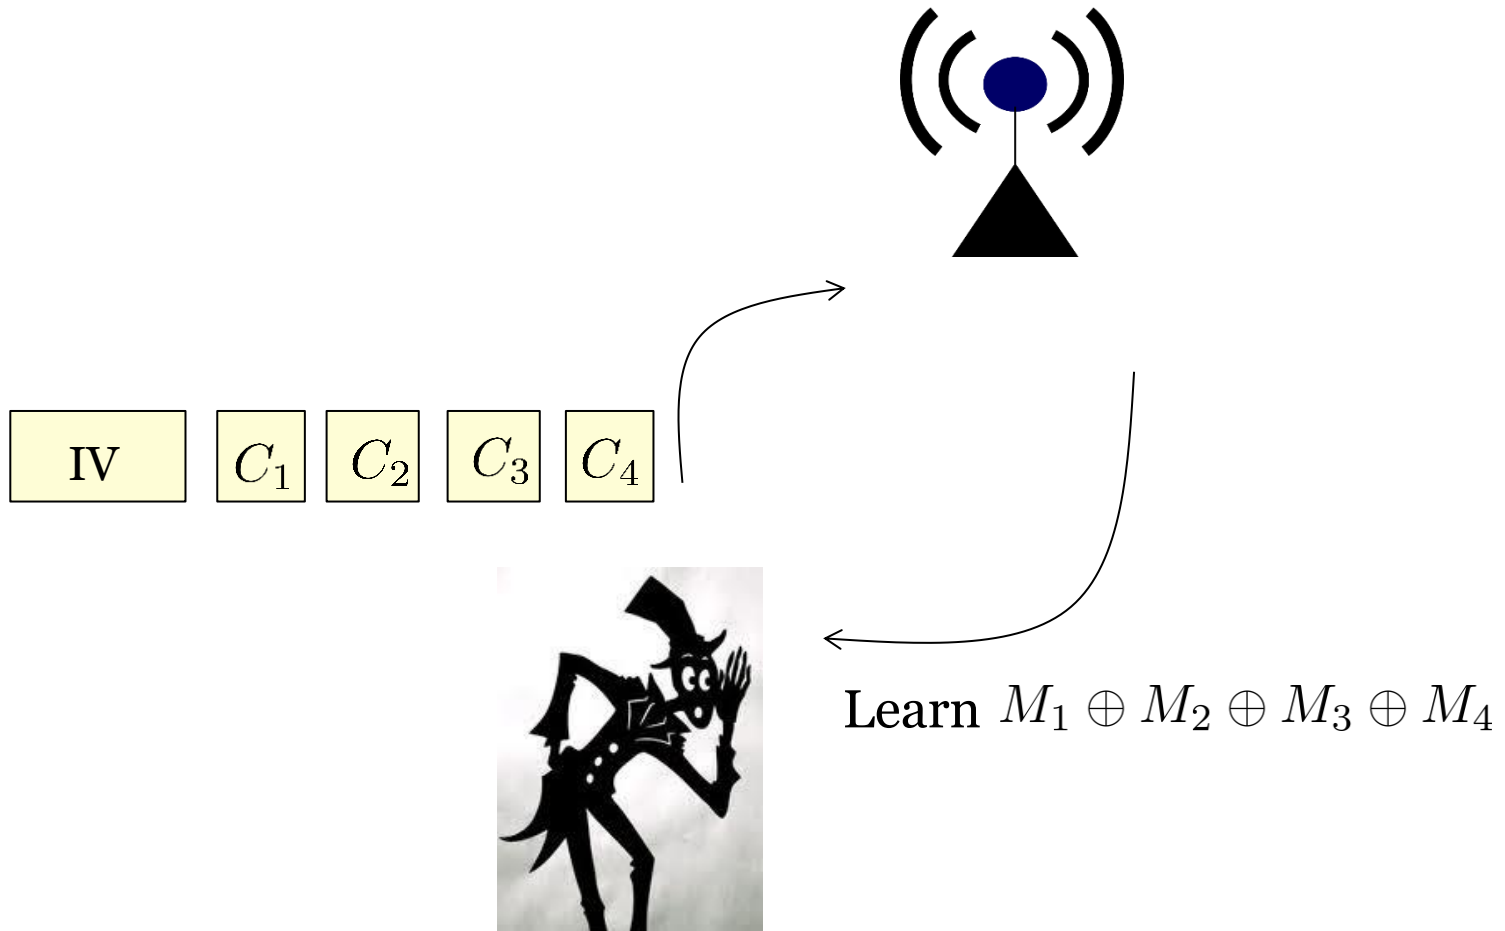 IV C₁ C₂ C₃ C₄
Learn M₁ ⊕ M₂ ⊕ M₃ ⊕ M₄